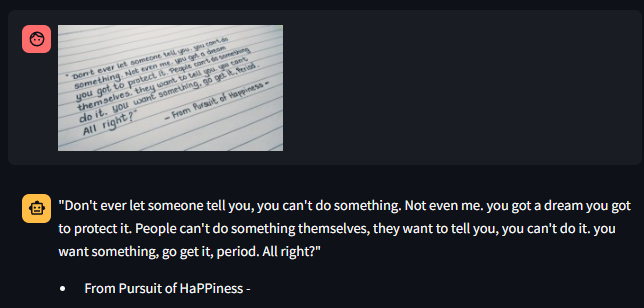 "Don't ever let someone tell you, you can't do
something. Not even me. you got a dream
you got to protect it. People can't do something
themselves, they want to tell you, you can't
do it. you want something, go get it, period.
All right?"
- From Pursuit of HaPPiness -
"Don't ever let someone tell you, you can't do something. Not even me. you got a dream you got
to protect it. People can't do something themselves, they want to tell you, you can't do it. you
want something, go get it, period. All right?"
• From Pursuit of HaPPiness -